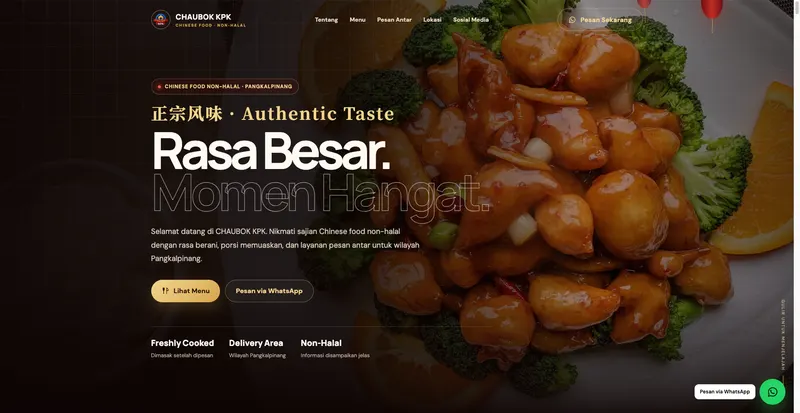 CHAUBOK KPK
CHINESE FOOD · NON-HALAL
Tentang Menu Pesan Antar Lokasi Sosial Media
Pesan Sekarang
CHINESE FOOD NON-HALAL · PANGKALPINANG
正宗风味 · Authentic Taste
Rasa Besar.
Momen Hangat.
Selamat datang di CHAUBOK KPK. Nikmati sajian Chinese food non-halal
dengan rasa berani, porsi memuaskan, dan layanan pesan antar untuk wilayah
Pangkalpinang.
Lihat Menu
Pesan via WhatsApp
Freshly Cooked
Dimasak setelah dipesan
Delivery Area
Wilayah Pangkalpinang
Non-Halal
Informasi disampaikan jelas
GULIR UNTUK MENJELAJAH
Pesan via WhatsApp